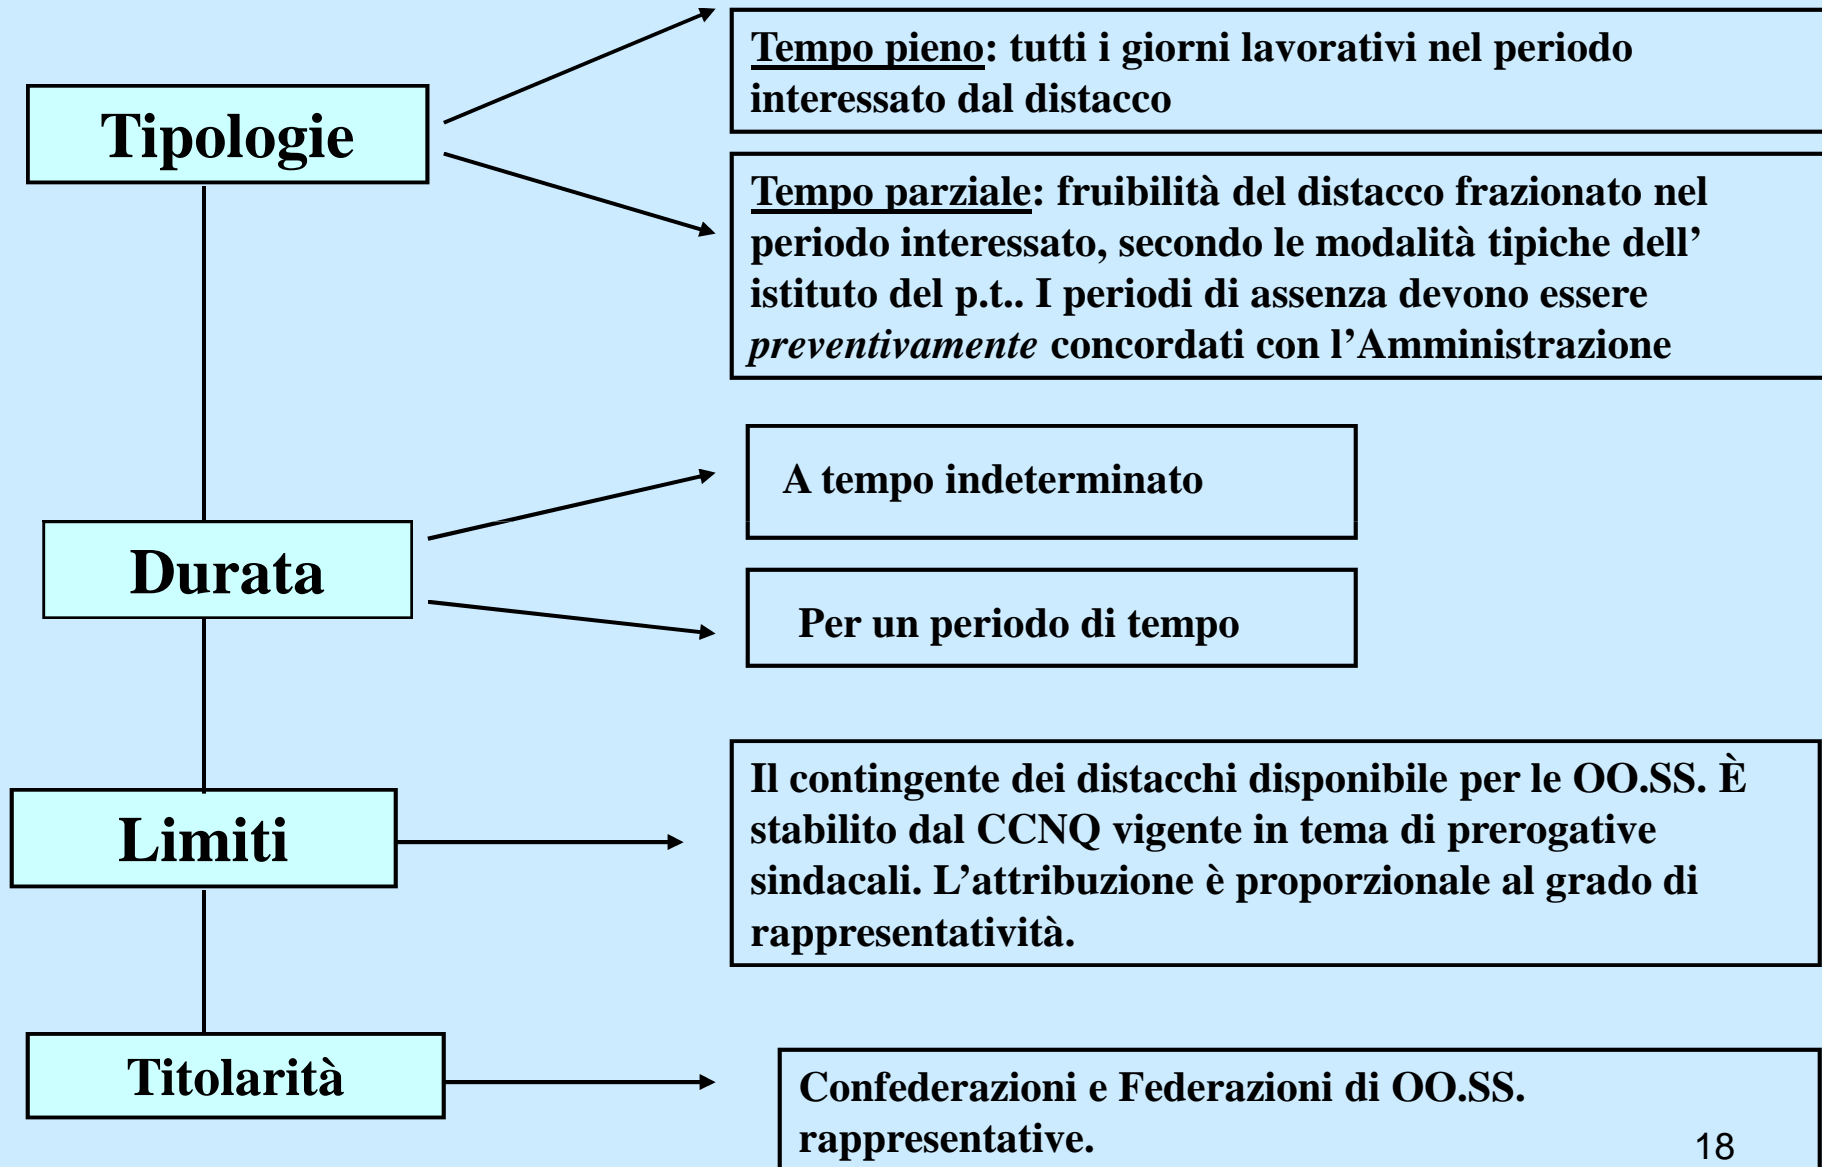 Tipologie
Tempo pieno: tutti i giorni lavorativi nel periodo
interessato dal distacco
Tempo parziale: fruibilità del distacco frazionato nel
periodo interessato, secondo le modalità tipiche dell’
istituto del p.t.. I periodi di assenza devono essere
preventivamente concordati con l’Amministrazione
Durata
A tempo indeterminato
Per un periodo di tempo
Limiti
Il contingente dei distacchi disponibile per le OO.SS. È
stabilito dal CCNQ vigente in tema di prerogative
sindacali. L’attribuzione è proporzionale al grado di
rappresentatività.
Titolarità
Confederazioni e Federazioni di OO.SS.
rappresentative.
18